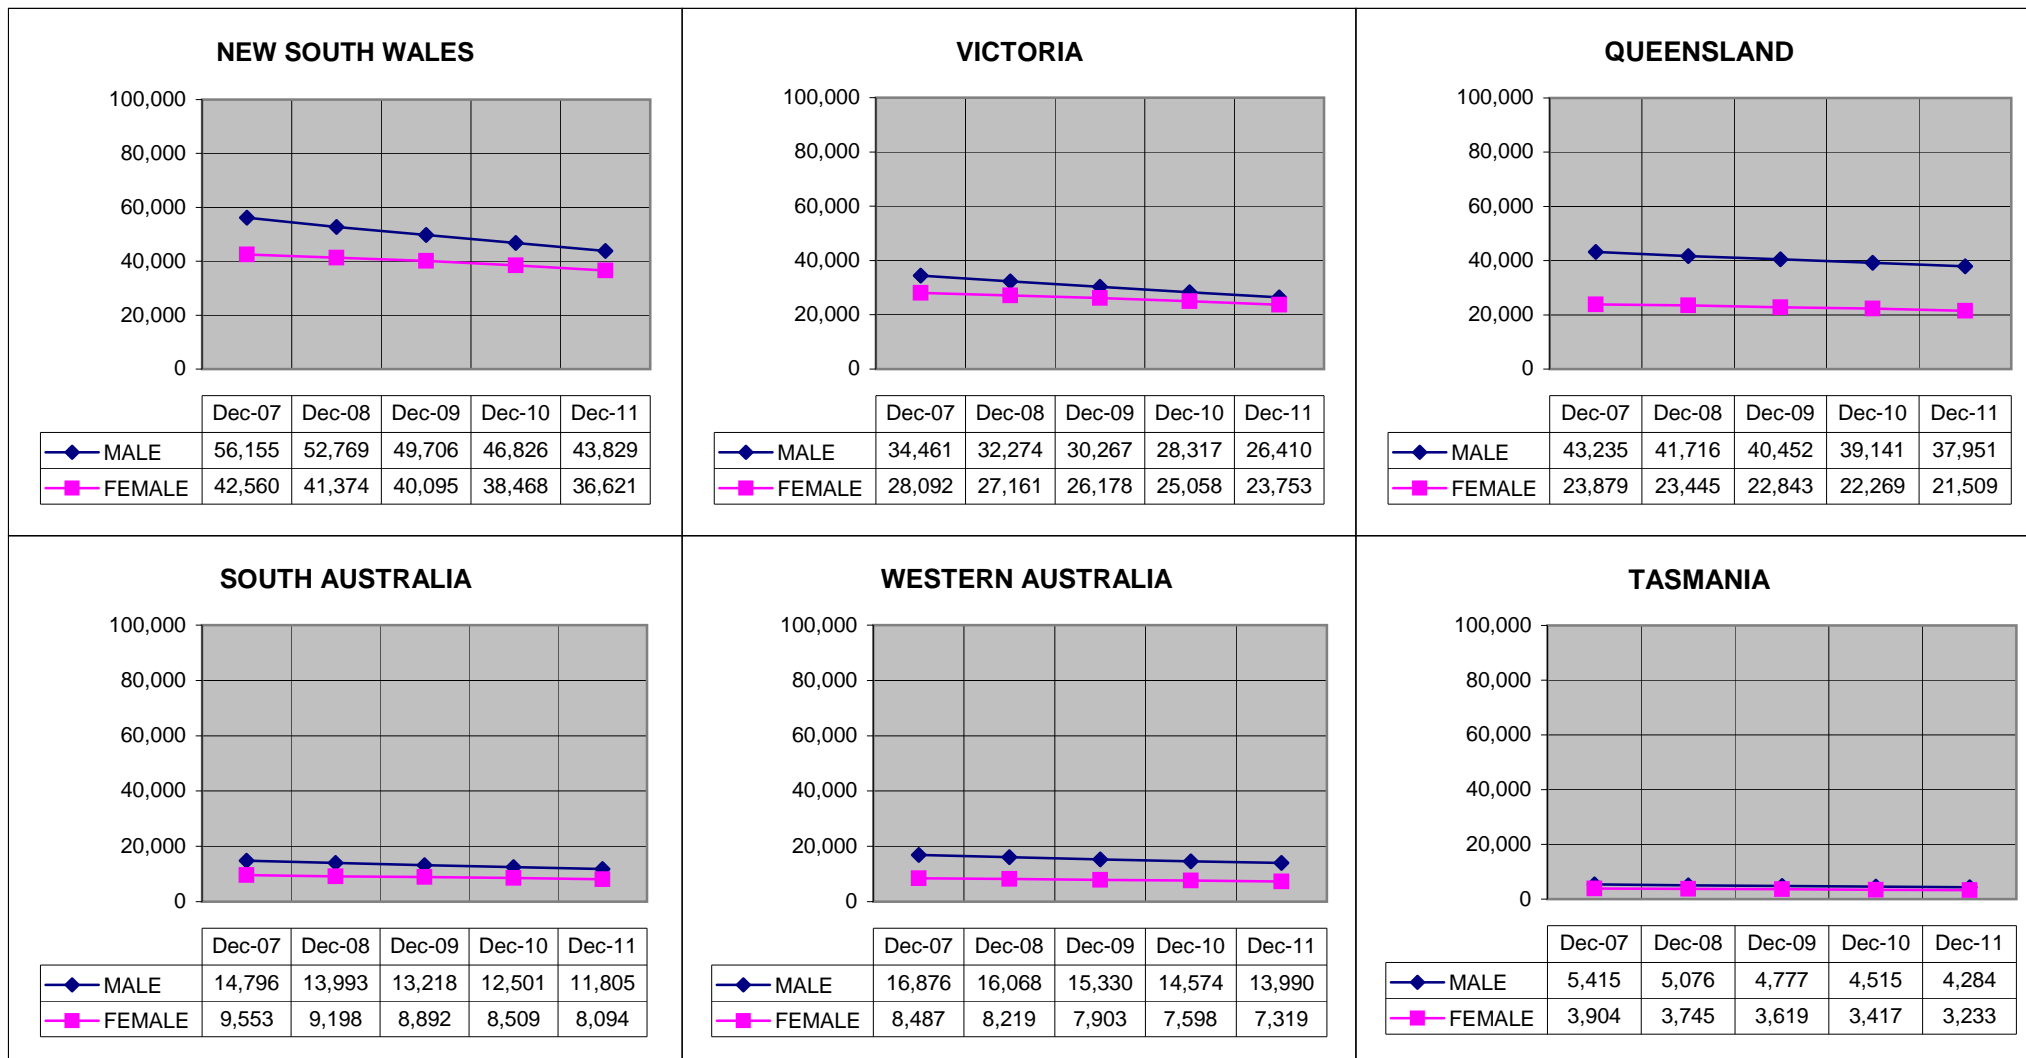 NEW SOUTH WALES
100,000
80,000
60,000
40,000
20,000
0
Dec-07 Dec-08 Dec-09 Dec-10 Dec-11
MALE 56,155 52,769 49,706 46,826 43,829
FEMALE 42,560 41,374 40,095 38,468 36,621
VICTORIA
100,000
80,000
60,000
40,000
20,000
0
Dec-07 Dec-08 Dec-09 Dec-10 Dec-11
MALE 34,461 32,274 30,267 28,317 26,410
FEMALE 28,092 27,161 26,178 25,058 23,753
QUEENSLAND
100,000
80,000
60,000
40,000
20,000
0
Dec-07 Dec-08 Dec-09 Dec-10 Dec-11
MALE 43,235 41,716 40,452 39,141 37,951
FEMALE 23,879 23,445 22,843 22,269 21,509
SOUTH AUSTRALIA
100,000
80,000
60,000
40,000
20,000
0
Dec-07 Dec-08 Dec-09 Dec-10 Dec-11
MALE 14,796 13,993 13,218 12,501 11,805
FEMALE 9,553 9,198 8,892 8,509 8,094
WESTERN AUSTRALIA
100,000
80,000
60,000
40,000
20,000
0
Dec-07 Dec-08 Dec-09 Dec-10 Dec-11
MALE 16,876 16,068 15,330 14,574 13,990
FEMALE 8,487 8,219 7,903 7,598 7,319
TASMANIA
100,000
80,000
60,000
40,000
20,000
0
Dec-07 Dec-08 Dec-09 Dec-10 Dec-11
MALE 5,415 5,076 4,777 4,515 4,284
FEMALE 3,904 3,745 3,619 3,417 3,233